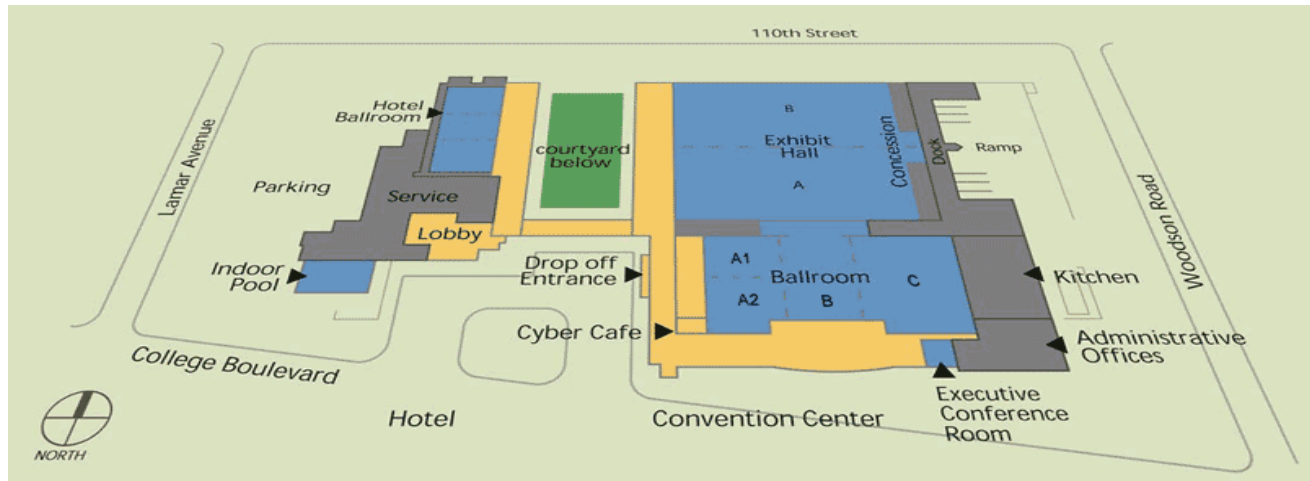 110th Street
Lamar Avenue
Hotel
Ballroom
courtyard
below
B
Exhibit
Hall
A
Concession
Dock
Ramp
Parking
Service
Lobby
Woodson Road
Indoor
Pool
Drop off
Entrance
A1
A2
Ballroom
B
C
Kitchen
Cyber Cafe
Administrative
Offices
College Boulevard
Executive
Conference
Room
Hotel
Convention Center
NORTH